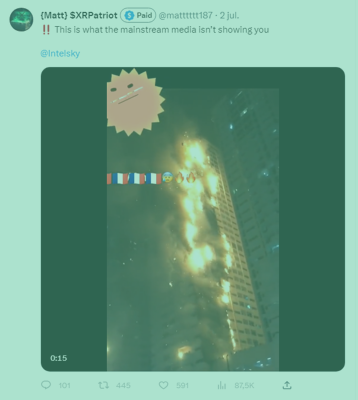 {Matt} $XRPatriot $ Paid @mattttttt187 · 2 jul.
‼️ This is what the mainstream media isn't showing you
@Intelsky
0:15
101 445 591 87,5K